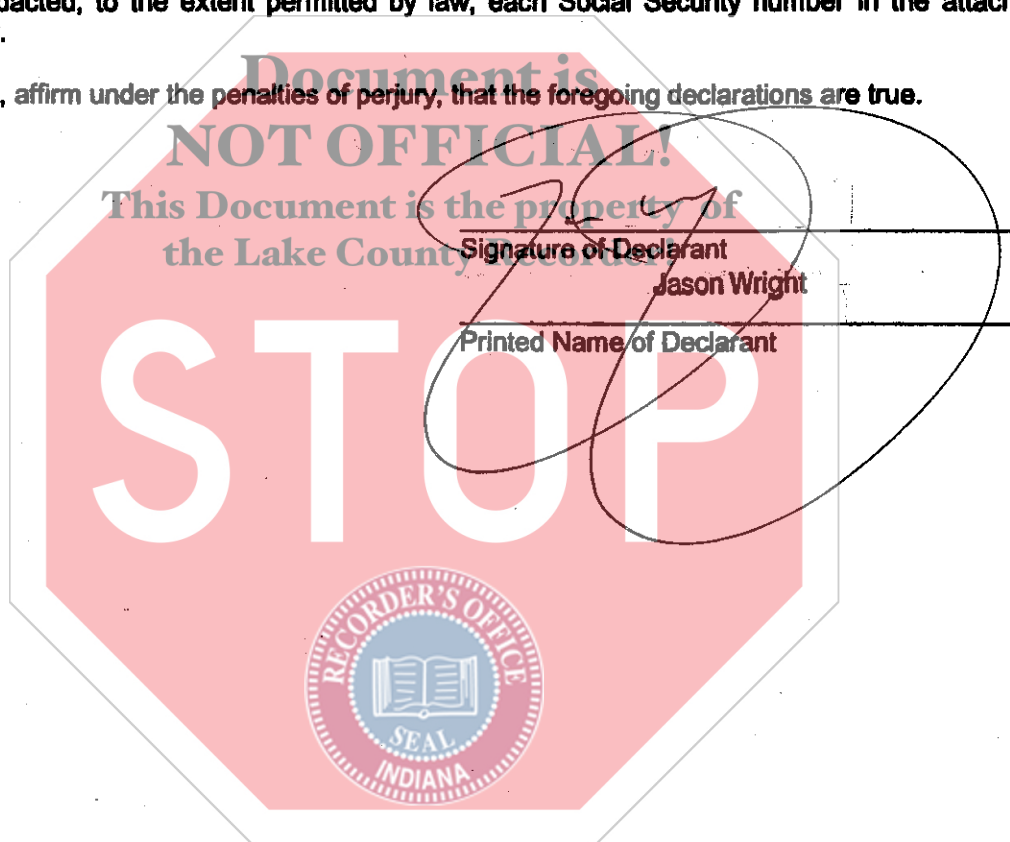 dacted, to the extent permitted by law, each Social Security number in the attach
.
, affirm under the penalties of perjury, that the foregoing declarations are true.
Document is
NOT OFFICIAL!
This Document is the property of
the Lake County Recorder!
Signature of Declarant
Jason Wright
Printed Name of Declarant
STOP
RECORDER'S OFFICE
SEAL
INDIANA